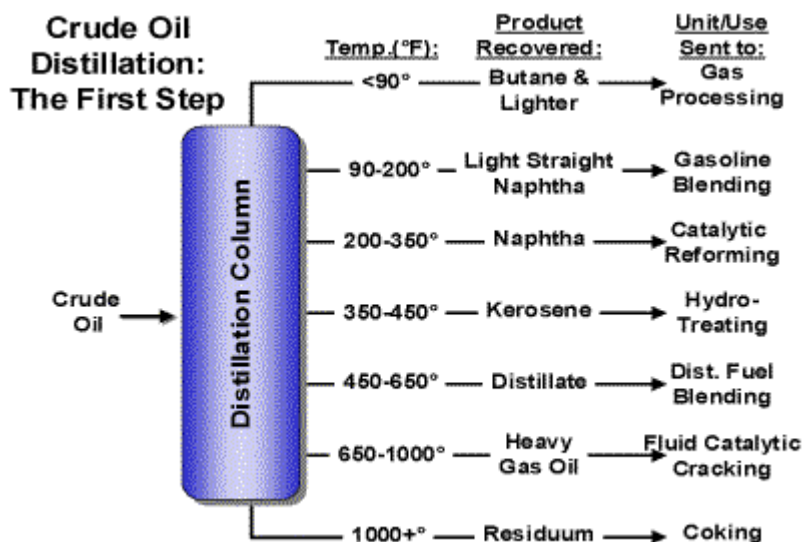 Crude Oil
Distillation:
The First Step
Temp.(°F):
Product
Recovered:
Unit/Use
Sent to:
<90°
Butane &
Lighter
Gas
Processing
90-200°
Light Straight
Naphtha
Gasoline
Blending
200-350°
Naphtha
Catalytic
Reforming
Crude
Oil
Distillation Column
350-450°
Kerosene
Hydro-
Treating
450-650°
Distillate
Dist. Fuel
Blending
650-1000°
Heavy
Gas Oil
Fluid Catalytic
Cracking
1000+°
Residuum
Coking